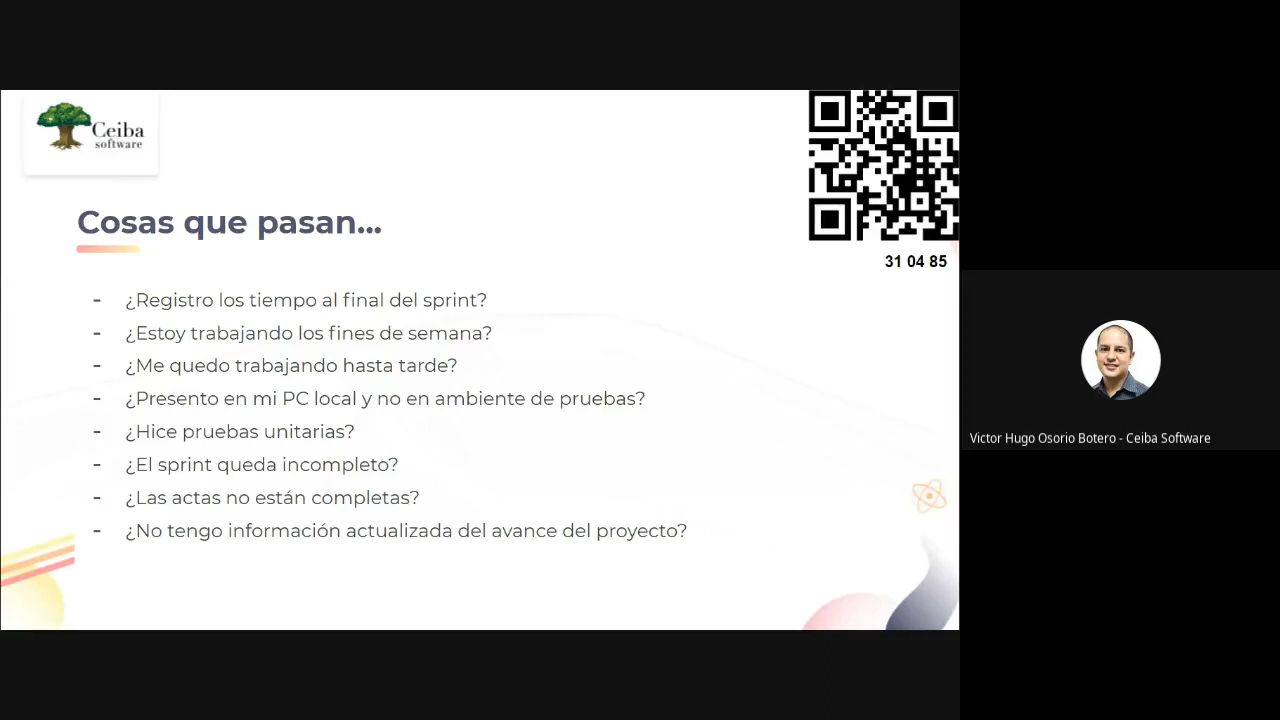 Ceiba
software
Cosas que pasan...
31 04 85
- ¿Registro los tiempo al final del sprint?
- ¿Estoy trabajando los fines de semana?
- ¿Me quedo trabajando hasta tarde?
- ¿Presento en mi PC local y no en ambiente de pruebas?
- ¿Hice pruebas unitarias?
- ¿El sprint queda incompleto?
- ¿Las actas no están completas?
- ¿No tengo información actualizada del avance del proyecto?
Victor Hugo Osorio Botero - Ceiba Software